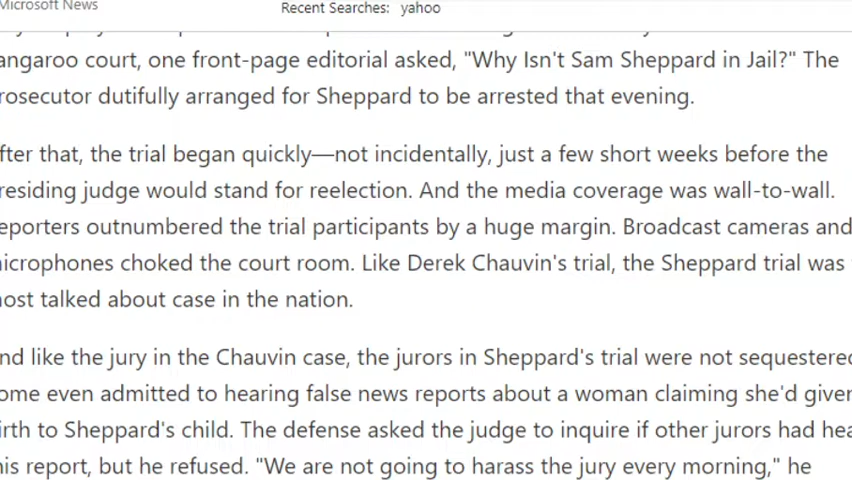 Microsoft News
Recent Searches: yahoo
angaroo court, one front-page editorial asked, "Why Isn't Sam Sheppard in Jail?" The
rosecutor dutifully arranged for Sheppard to be arrested that evening.
fter that, the trial began quickly—not incidentally, just a few short weeks before the
residing judge would stand for reelection. And the media coverage was wall-to-wall.
eporters outnumbered the trial participants by a huge margin. Broadcast cameras and
icrophones choked the court room. Like Derek Chauvin's trial, the Sheppard trial was
ost talked about case in the nation.
nd like the jury in the Chauvin case, the jurors in Sheppard's trial were not sequestered
ome even admitted to hearing false news reports about a woman claiming she'd given
irth to Sheppard's child. The defense asked the judge to inquire if other jurors had hea
is report, but he refused. "We are not going to harass the jury every morning," he